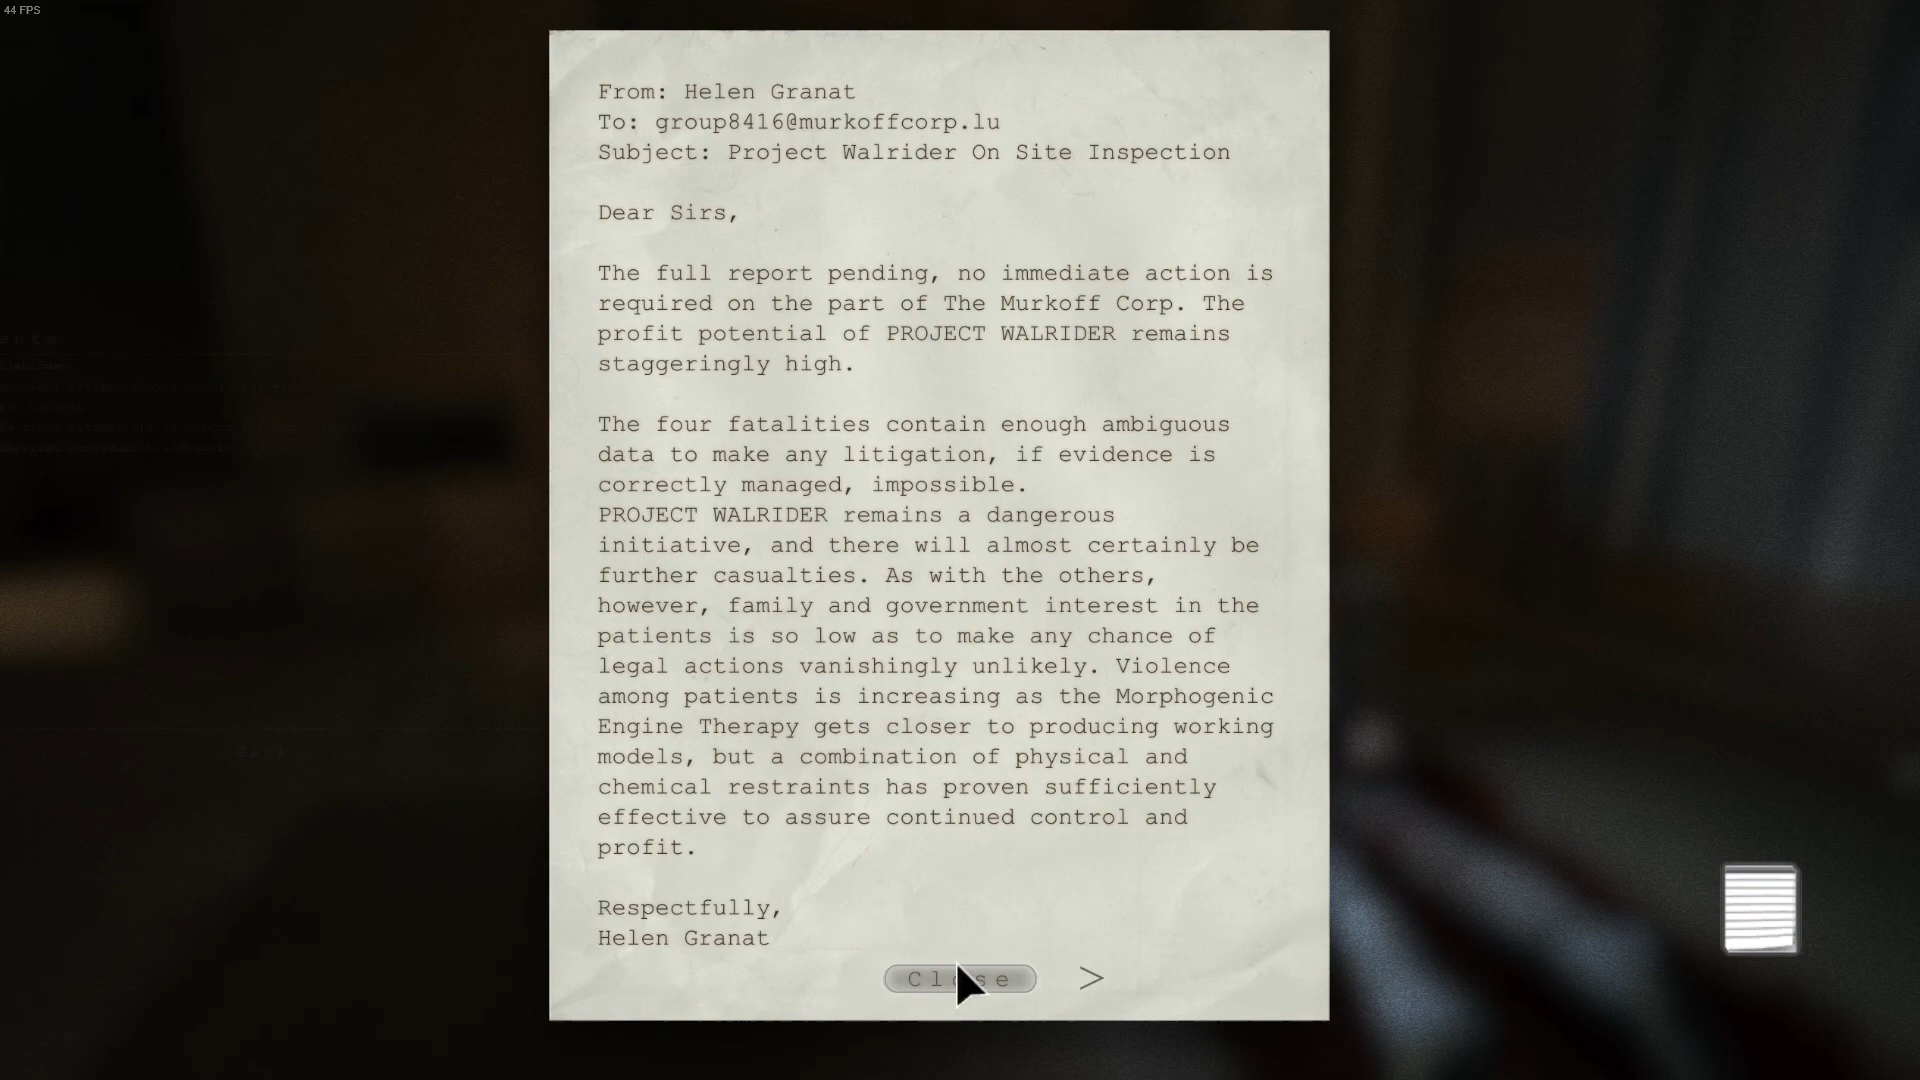 44 FPS
From: Helen Granat
To: group8416@murkoffcorp.lu
Subject: Project Walrider On Site Inspection
Dear Sirs,
The full report pending, no immediate action is
required on the part of The Murkoff Corp. The
profit potential of PROJECT WALRIDER remains
staggeringly high.
The four fatalities contain enough ambiguous
data to make any litigation, if evidence is
correctly managed, impossible.
PROJECT WALRIDER remains a dangerous
initiative, and there will almost certainly be
further casualties. As with the others,
however, family and government interest in the
patients is so low as to make any chance of
legal actions vanishingly unlikely. Violence
among patients is increasing as the Morphogenic
Engine Therapy gets closer to producing working
models, but a combination of physical and
chemical restraints has proven sufficiently
effective to assure continued control and
profit.
Respectfully,
Helen Granat
Close >